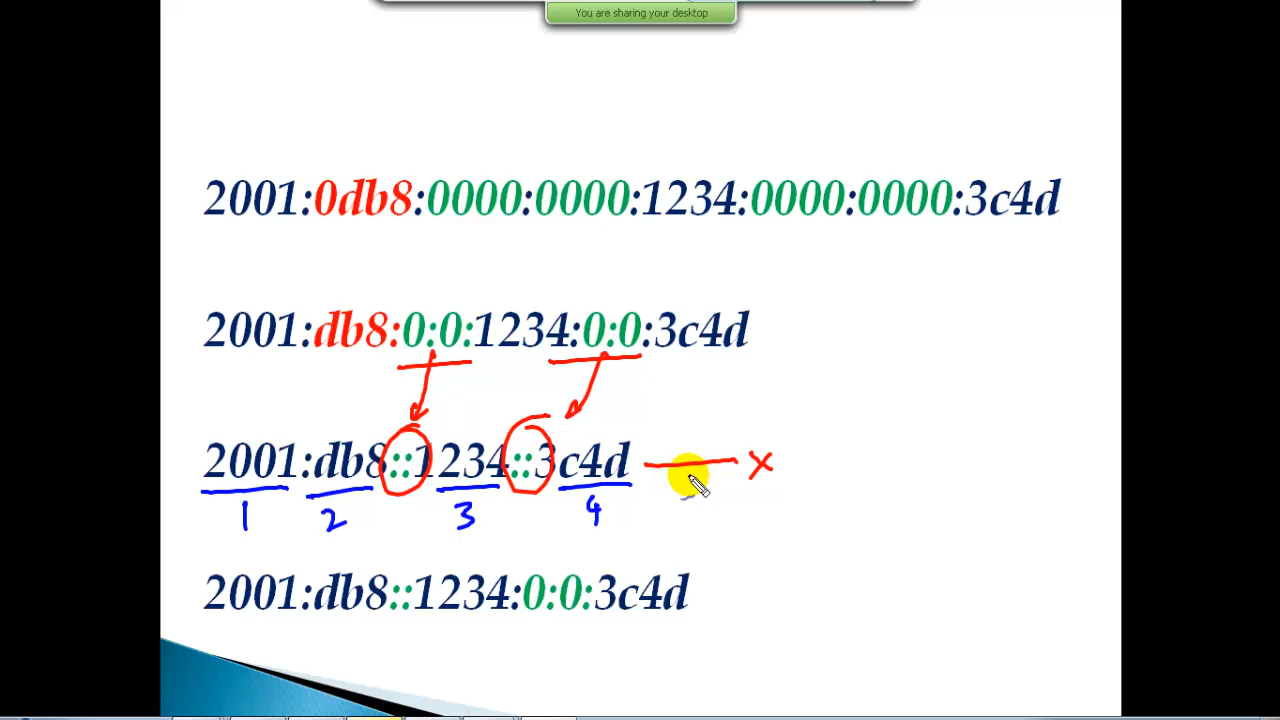 You are sharing your desktop
2001:0db8:0000:0000:1234:0000:0000:3c4d
2001:db8:0:0:1234:0:0:3c4d
2001:db8::1234::3c4d x
1 2 3 4
2001:db8::1234:0:0:3c4d